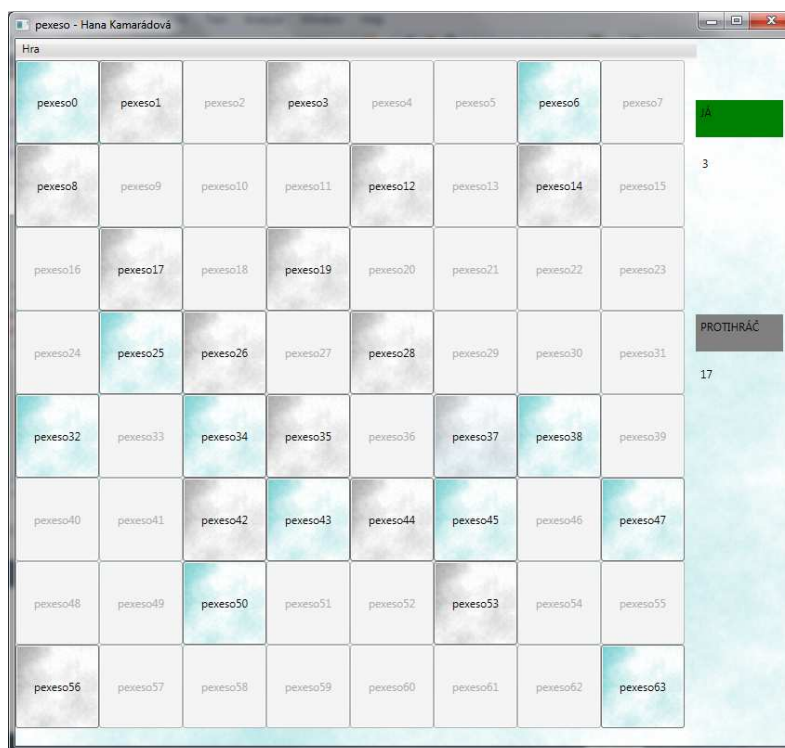 pexeso - Hana Kamarádová
Hra
pexeso0 pexeso1 pexeso2 pexeso3 pexeso4 pexeso5 pexeso6 pexeso7
JÁ
pexeso8 pexeso9 pexeso10 pexeso11 pexeso12 pexeso13 pexeso14 pexeso15
3
pexeso16 pexeso17 pexeso18 pexeso19 pexeso20 pexeso21 pexeso22 pexeso23
PROTIHRÁČ
pexeso24 pexeso25 pexeso26 pexeso27 pexeso28 pexeso29 pexeso30 pexeso31
17
pexeso32 pexeso33 pexeso34 pexeso35 pexeso36 pexeso37 pexeso38 pexeso39
pexeso40 pexeso41 pexeso42 pexeso43 pexeso44 pexeso45 pexeso46 pexeso47
pexeso48 pexeso49 pexeso50 pexeso51 pexeso52 pexeso53 pexeso54 pexeso55
pexeso56 pexeso57 pexeso58 pexeso59 pexeso60 pexeso61 pexeso62 pexeso63